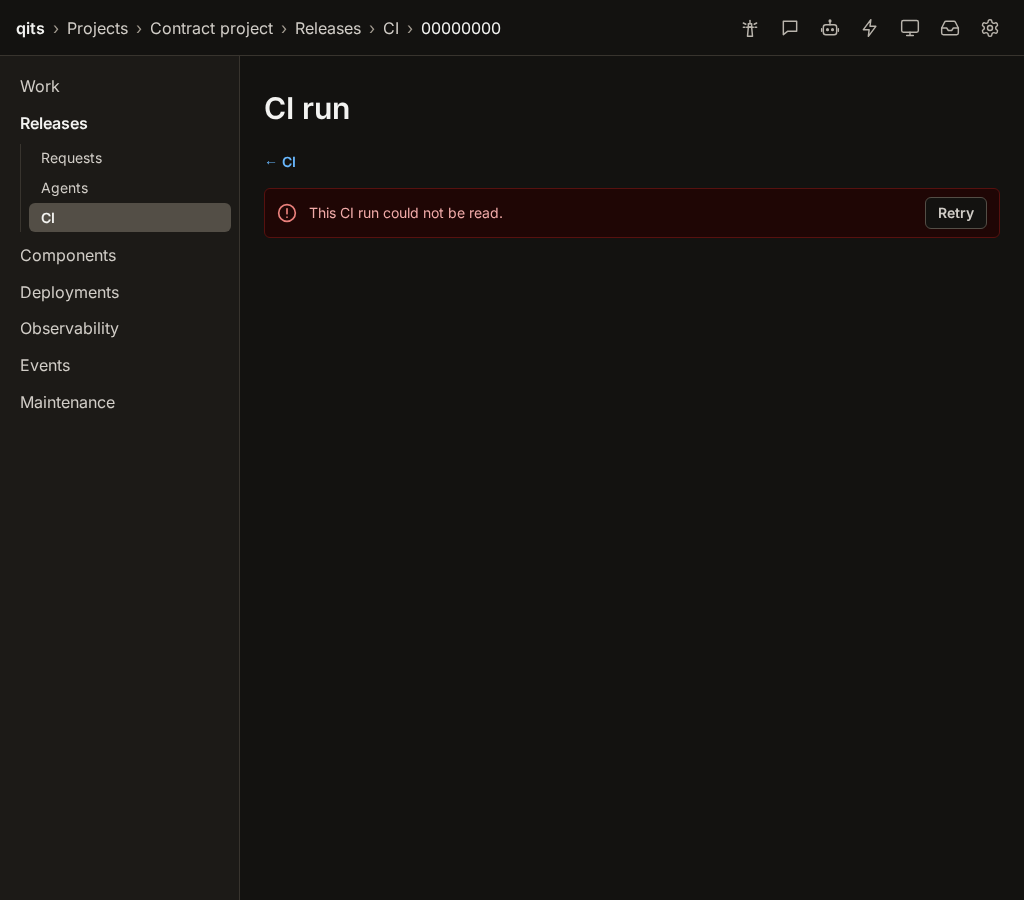 qits › Projects › Contract project › Releases › CI › 00000000
Work
Releases
Requests
Agents
CI
Components
Deployments
Observability
Events
Maintenance
CI run
← CI
This CI run could not be read.
Retry